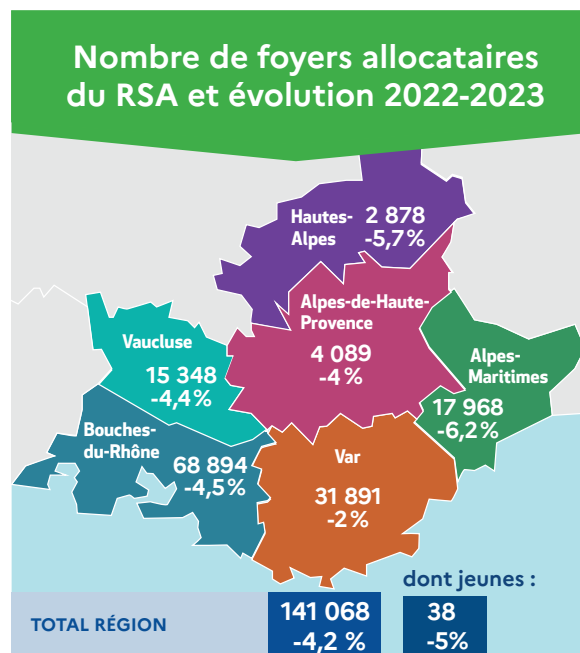 Nombre de foyers allocataires
du RSA et évolution 2022-2023
Hautes-
Alpes
2 878
-5,7%
Alpes-de-Haute-
Provence
4 089
-4%
Vaucluse
15 348
-4,4%
Alpes-
Maritimes
17 968
-6,2%
Bouches-
du-Rhône
68 894
-4,5%
Var
31 891
-2%
dont jeunes :
TOTAL RÉGION
141 068
-4,2 %
38
-5%